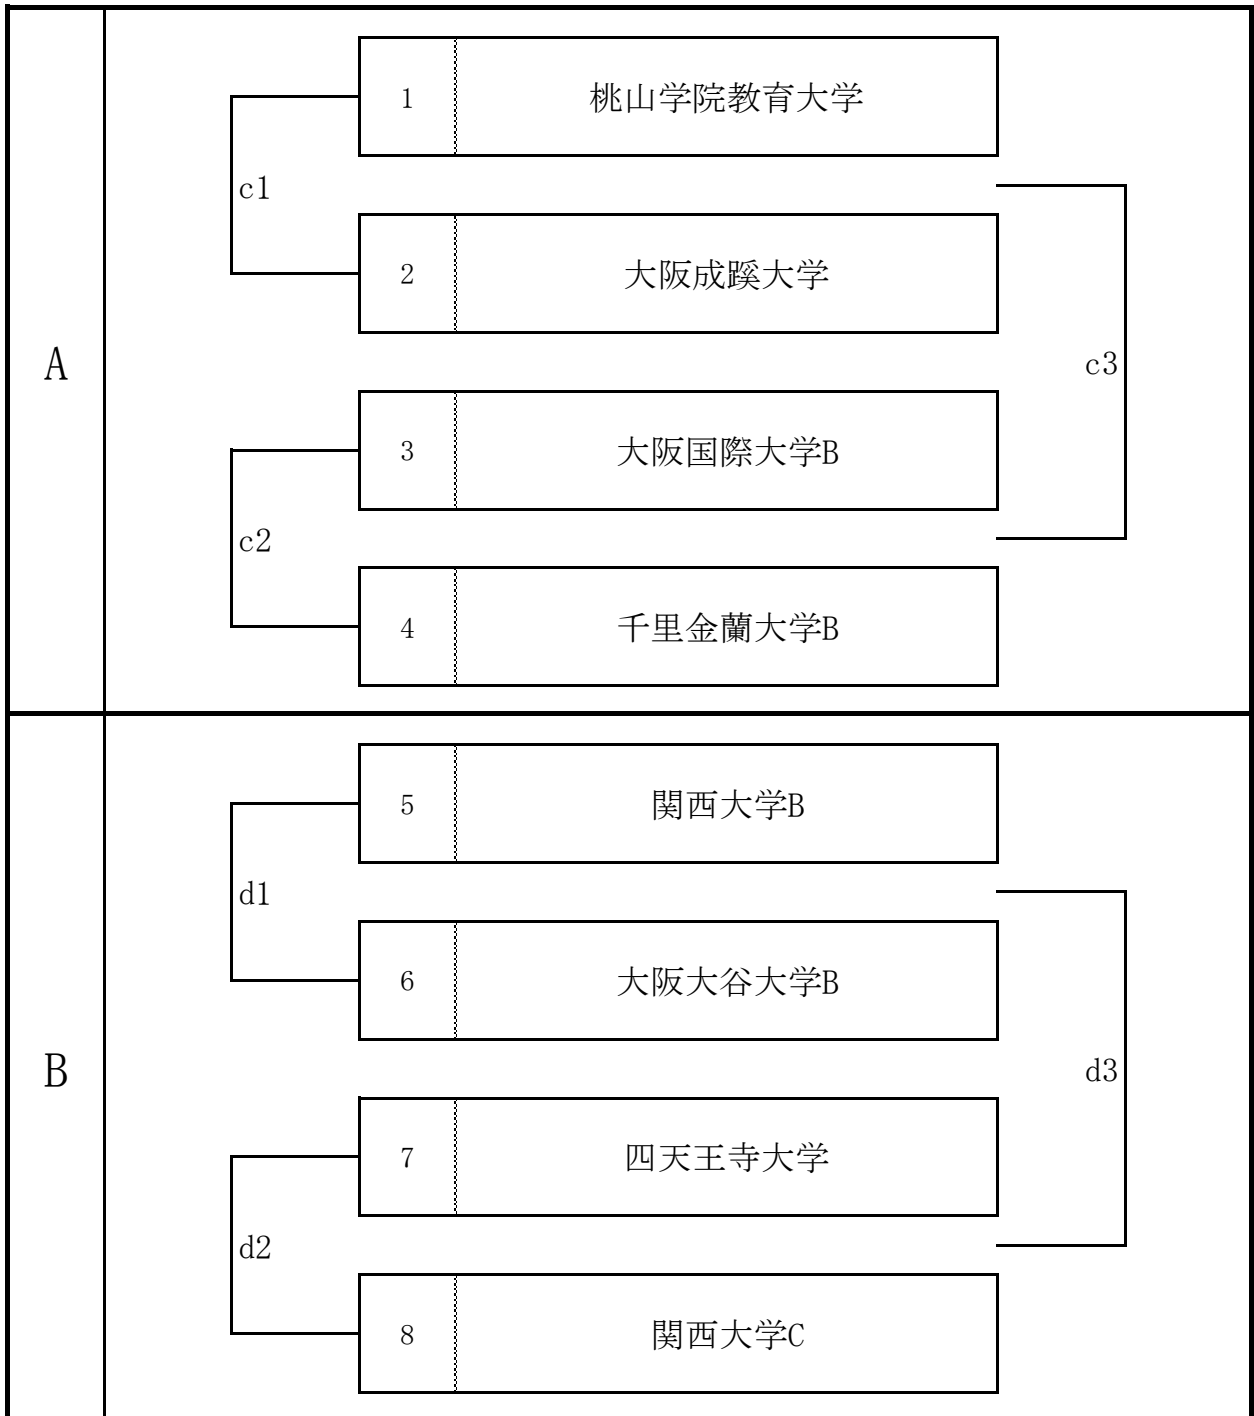 1 桃山学院教育大学
c1
2 大阪成蹊大学
A
c3
3 大阪国際大学B
c2
4 千里金蘭大学B
5 関西大学B
d1
6 大阪大谷大学B
B
d3
7 四天王寺大学
d2
8 関西大学C